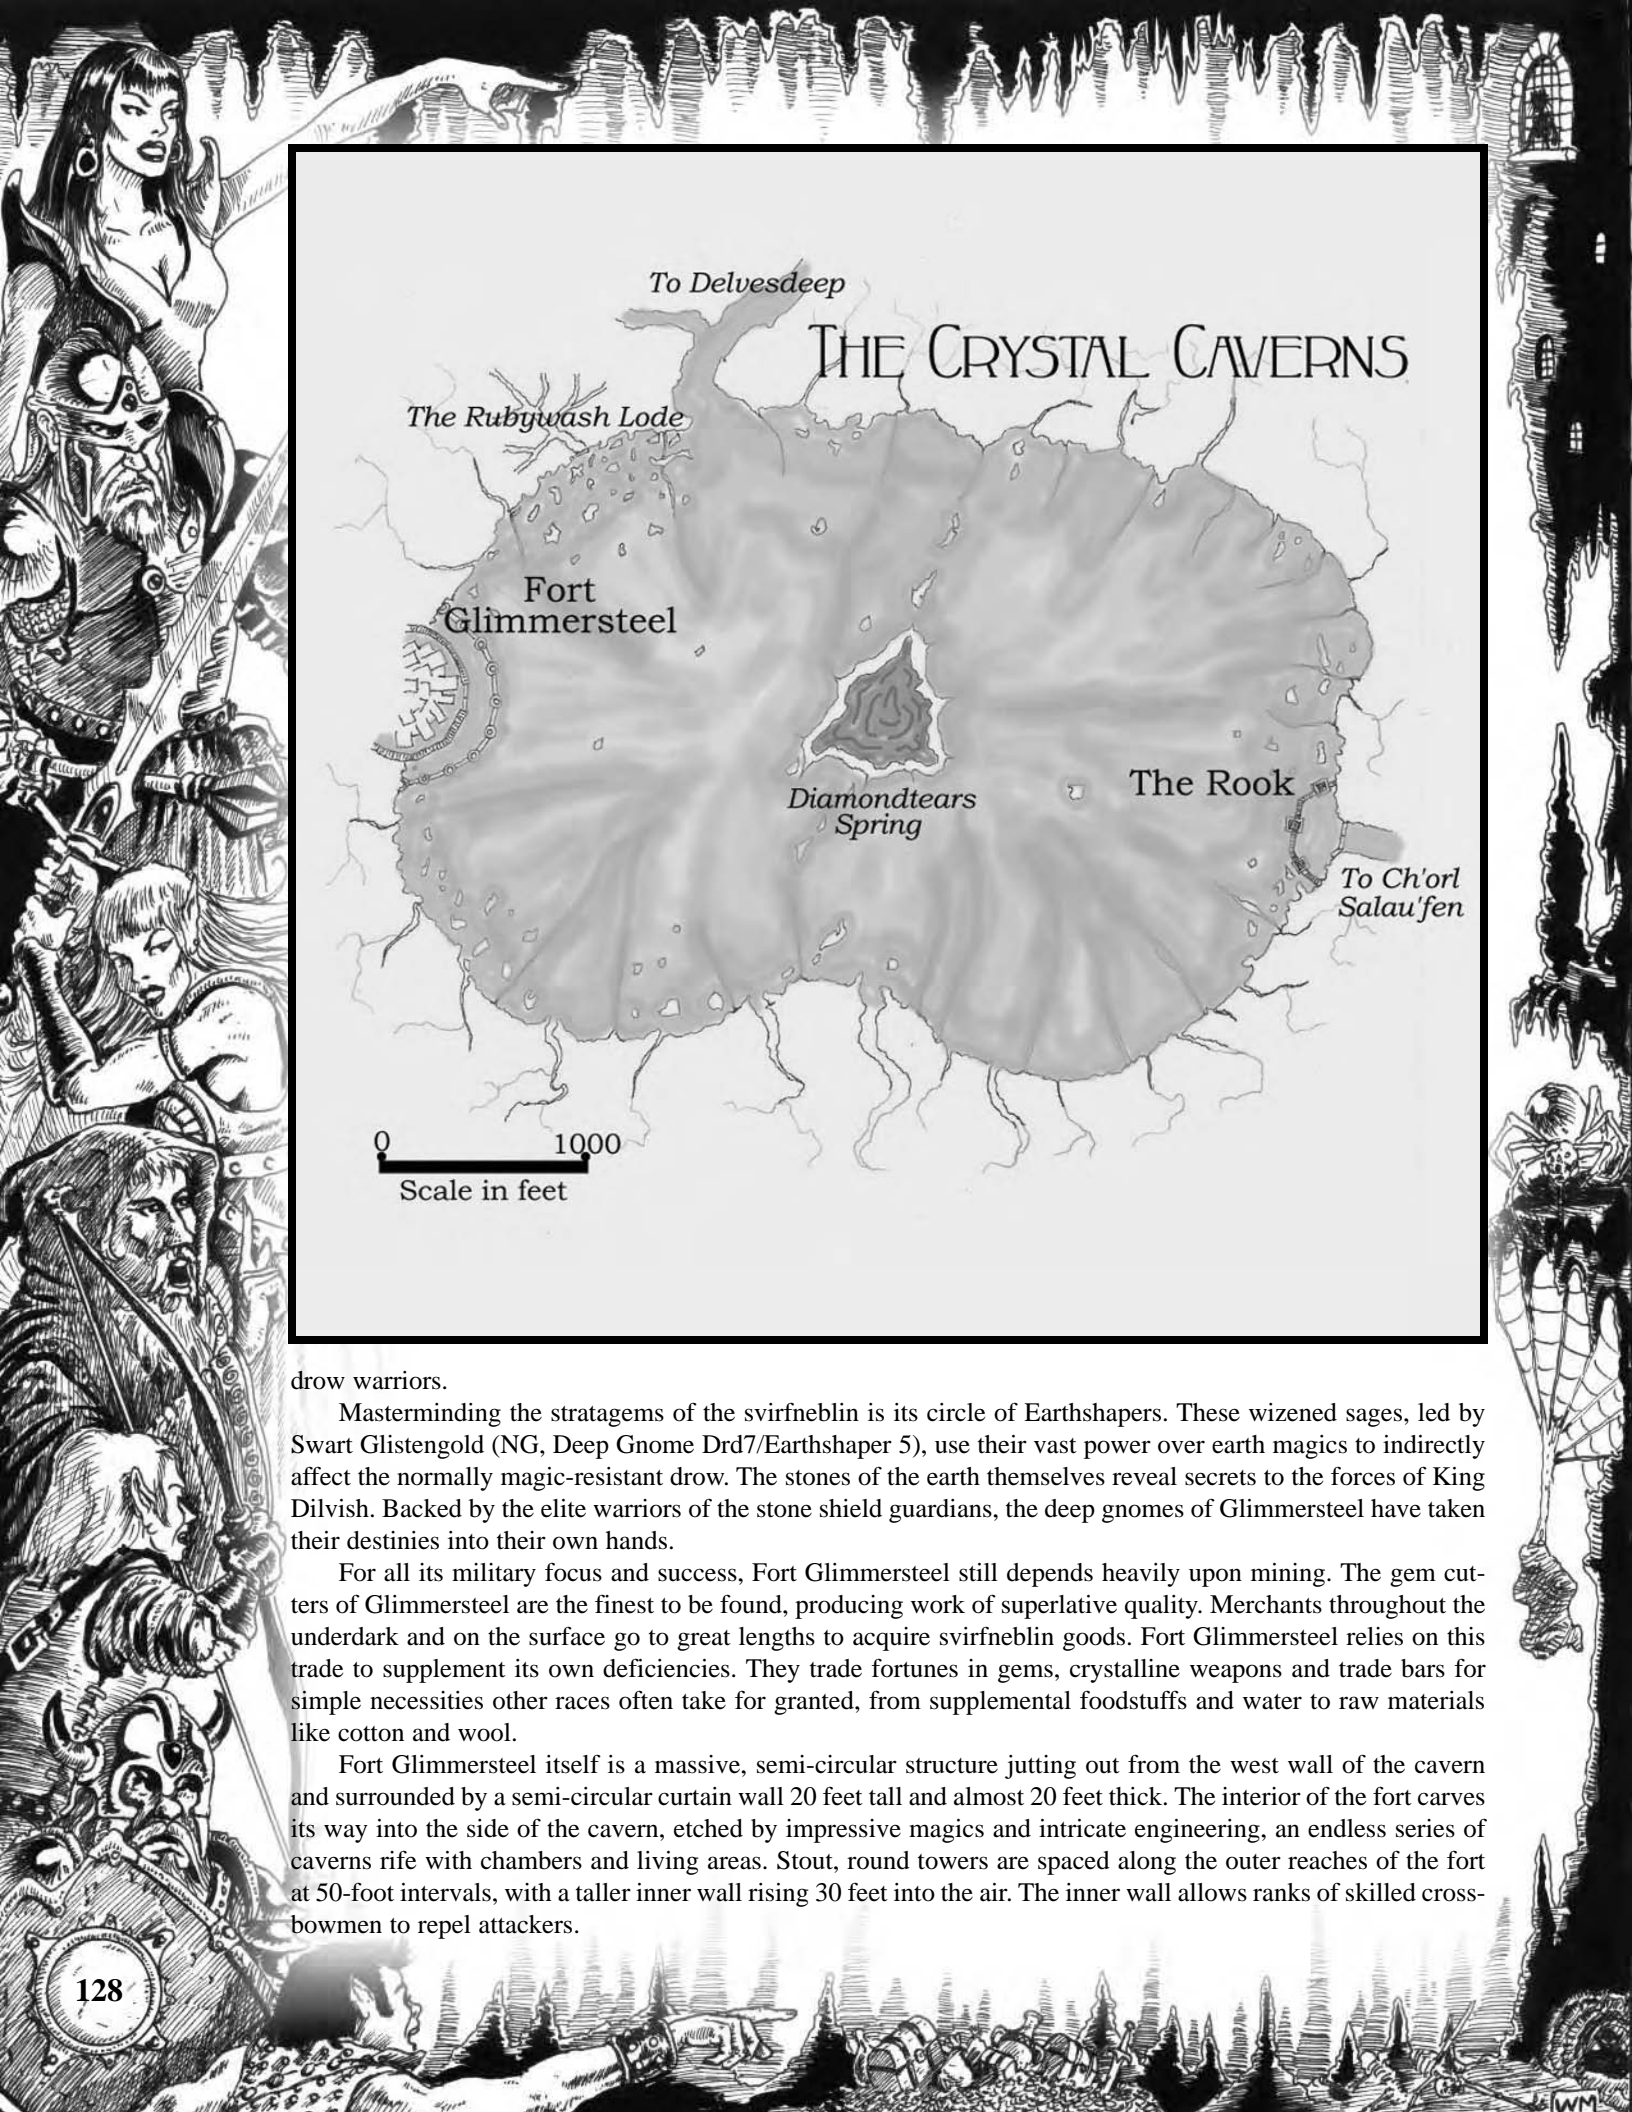 To Delvesdeep
THE CRYSTAL CAVERNS
The Rubywash Lode
Fort
Glimmersteel
Diamondtears
Spring
The Rook
To Ch'orl
Salau'fen
0 1000
Scale in feet
drow warriors.
Masterminding the stratagems of the svirfneblin is its circle of Earthshapers. These wizened sages, led by
Swart Glistengold (NG, Deep Gnome Drd7/Earthshaper 5), use their vast power over earth magics to indirectly
affect the normally magic-resistant drow. The stones of the earth themselves reveal secrets to the forces of King
Dilvish. Backed by the elite warriors of the stone shield guardians, the deep gnomes of Glimmersteel have taken
their destinies into their own hands.
For all its military focus and success, Fort Glimmersteel still depends heavily upon mining. The gem cut-
ters of Glimmersteel are the finest to be found, producing work of superlative quality. Merchants throughout the
underdark and on the surface go to great lengths to acquire svirfneblin goods. Fort Glimmersteel relies on this
trade to supplement its own deficiencies. They trade fortunes in gems, crystalline weapons and trade bars for
simple necessities other races often take for granted, from supplemental foodstuffs and water to raw materials
like cotton and wool.
Fort Glimmersteel itself is a massive, semi-circular structure jutting out from the west wall of the cavern
and surrounded by a semi-circular curtain wall 20 feet tall and almost 20 feet thick. The interior of the fort carves
its way into the side of the cavern, etched by impressive magics and intricate engineering, an endless series of
caverns rife with chambers and living areas. Stout, round towers are spaced along the outer reaches of the fort
at 50-foot intervals, with a taller inner wall rising 30 feet into the air. The inner wall allows ranks of skilled cross-
bowmen to repel attackers.
128
WM